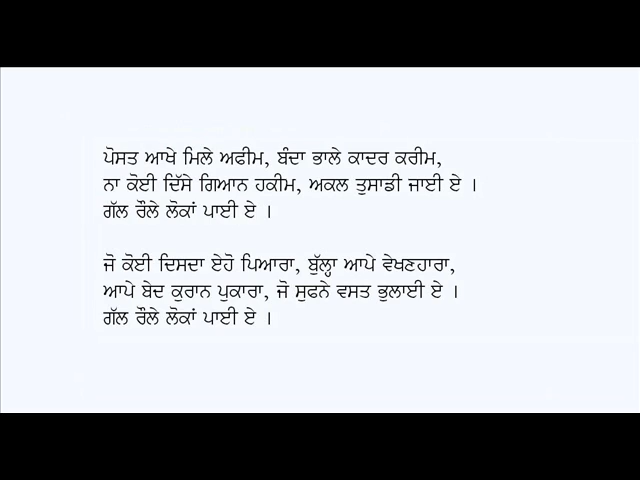 ਪੋਸਤ ਆਖੇ ਮਿਲੇ ਅਫੀਮ, ਬੰਦਾ ਭਾਲੇ ਕਾਦਰ ਕਰੀਮ,
ਨਾ ਕੋਈ ਦਿੱਸੇ ਗਿਆਨ ਹਕੀਮ, ਅਕਲ ਤੁਸਾਡੀ ਜਾਈ ਏ ।
ਗੱਲ ਰੌਲੇ ਲੋਕਾਂ ਪਾਈ ਏ ।
ਜੋ ਕੋਈ ਦਿਸਦਾ ਏਹੋ ਪਿਆਰਾ, ਬੁੱਲ੍ਹਾ ਆਪੇ ਵੇਖਣਹਾਰਾ,
ਆਪੇ ਬੇਦ ਕੁਰਾਨ ਪੁਕਾਰਾ, ਜੋ ਸੁਫਨੇ ਵਸਤ ਭੁਲਾਈ ਏ ।
ਗੱਲ ਰੌਲੇ ਲੋਕਾਂ ਪਾਈ ਏ ।